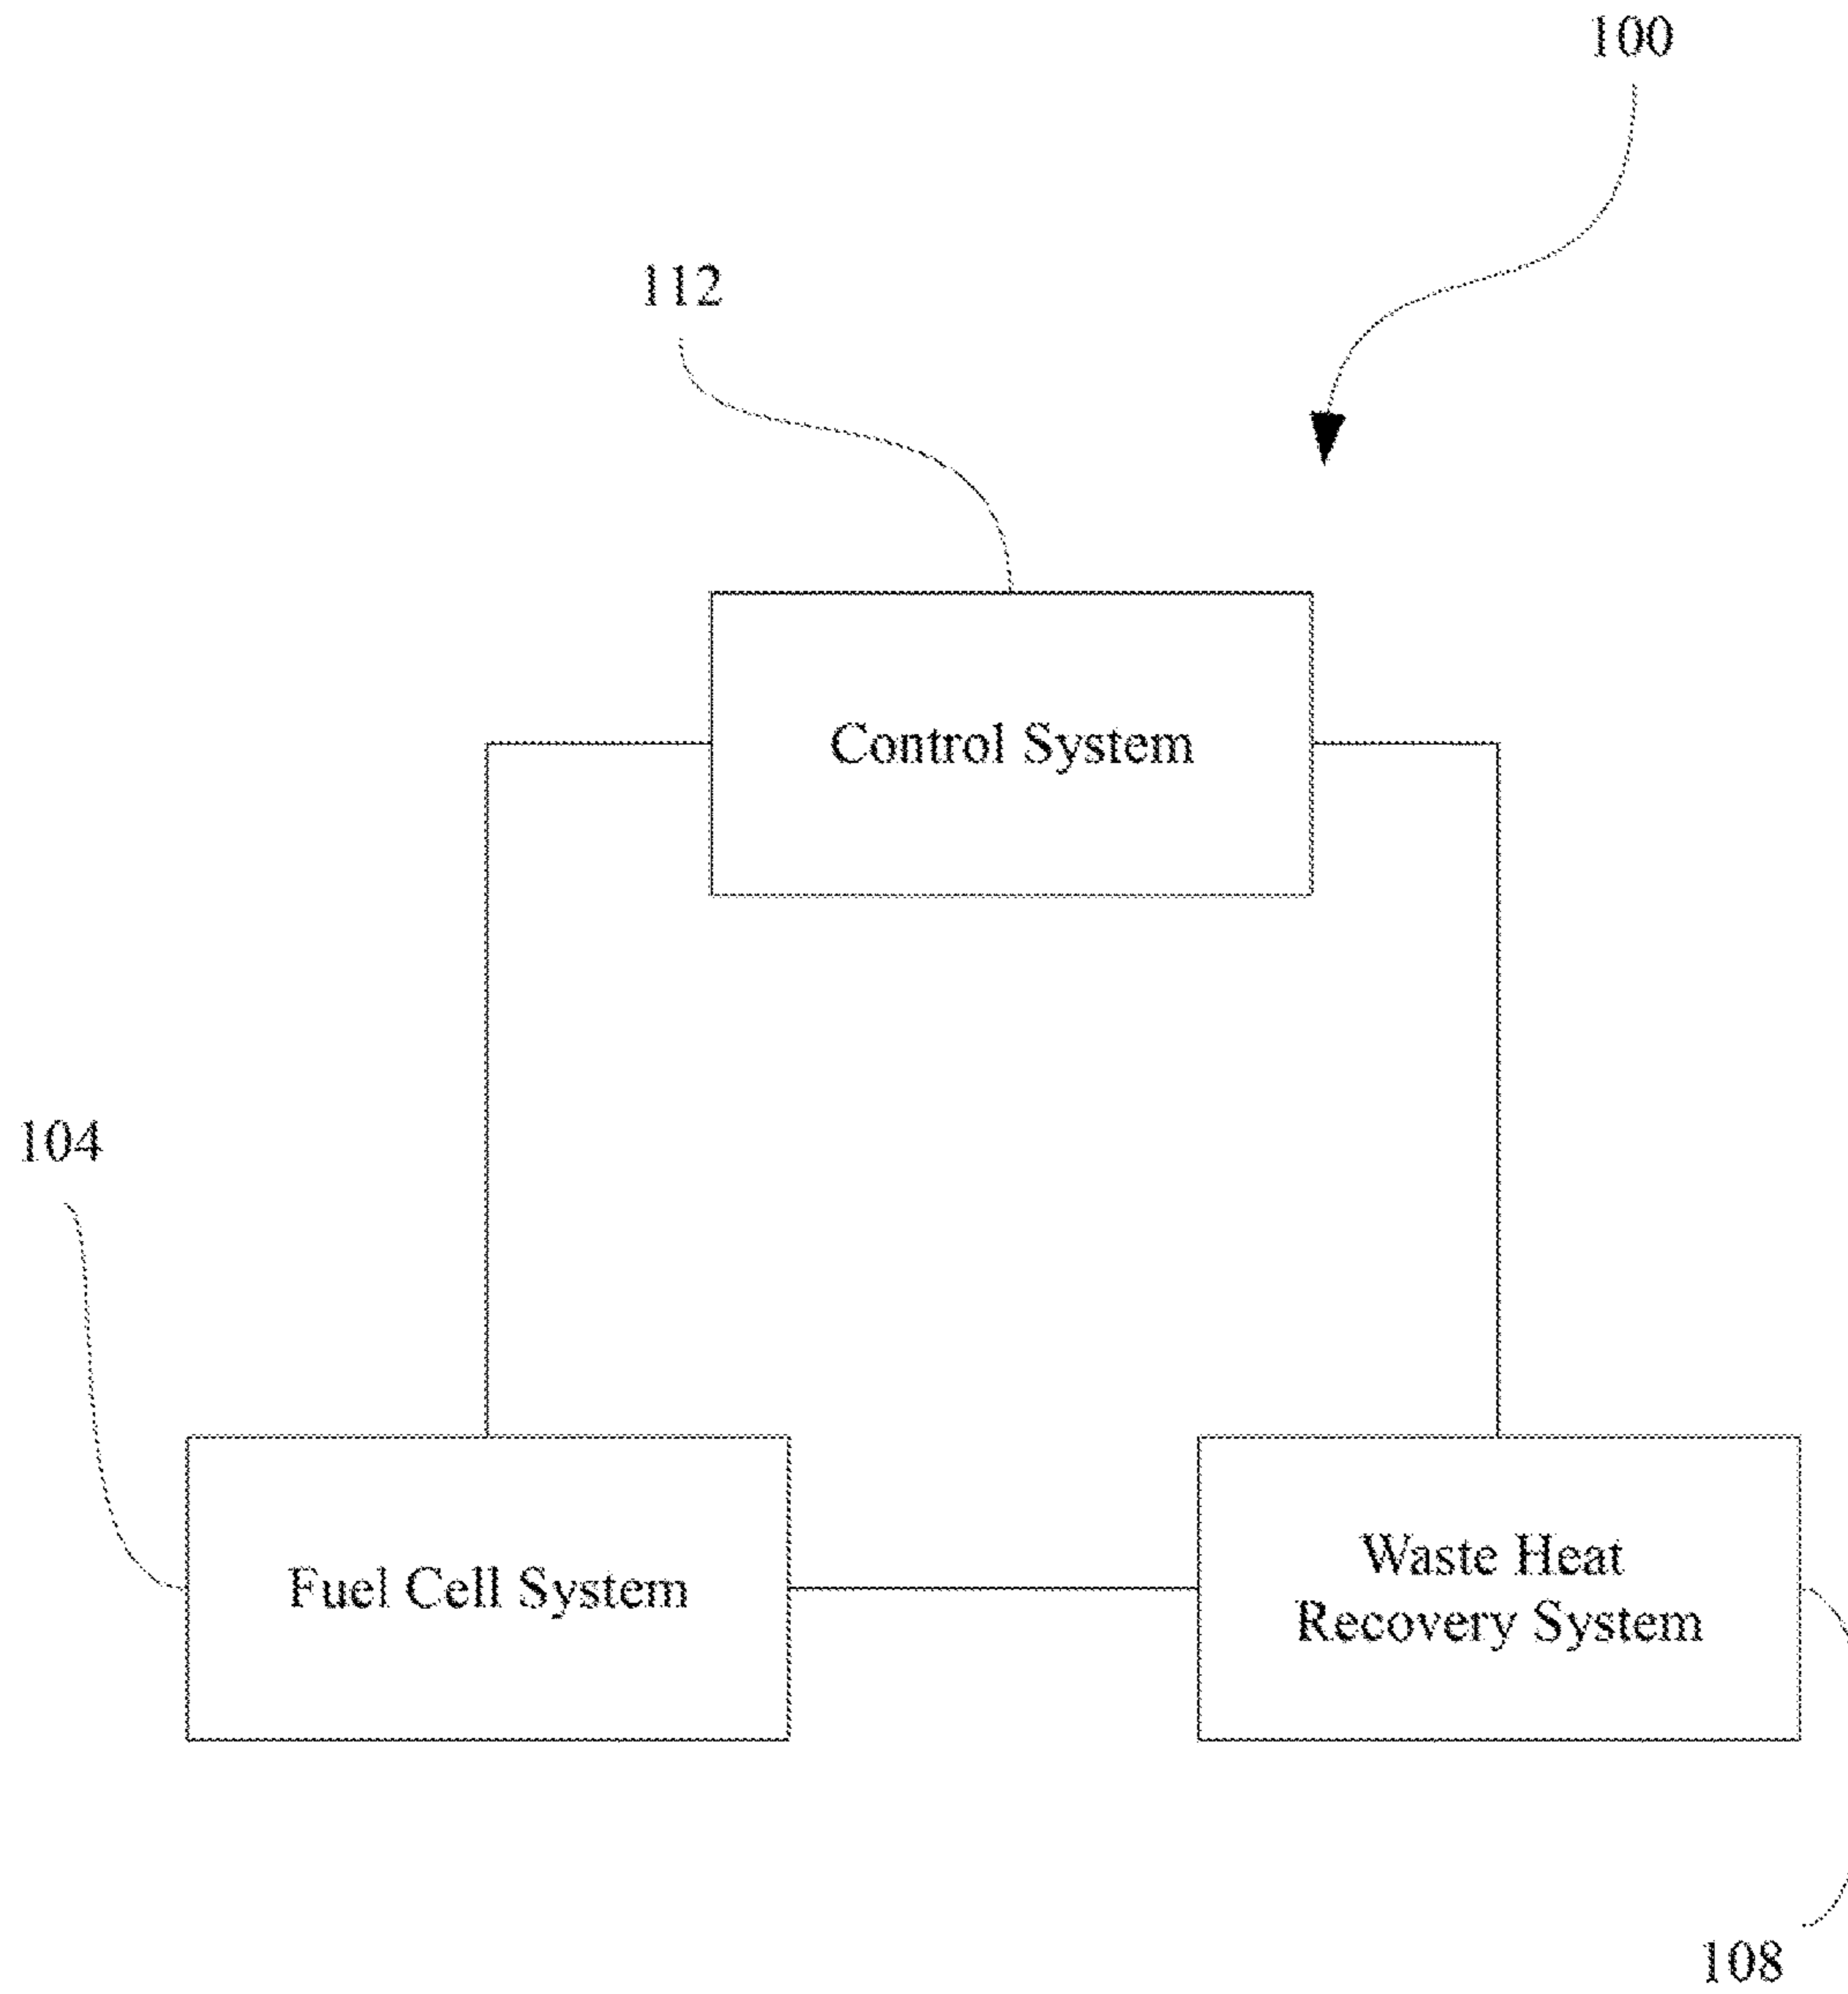 100
112
Control System
104
Fuel Cell System
Waste Heat
Recovery System
108